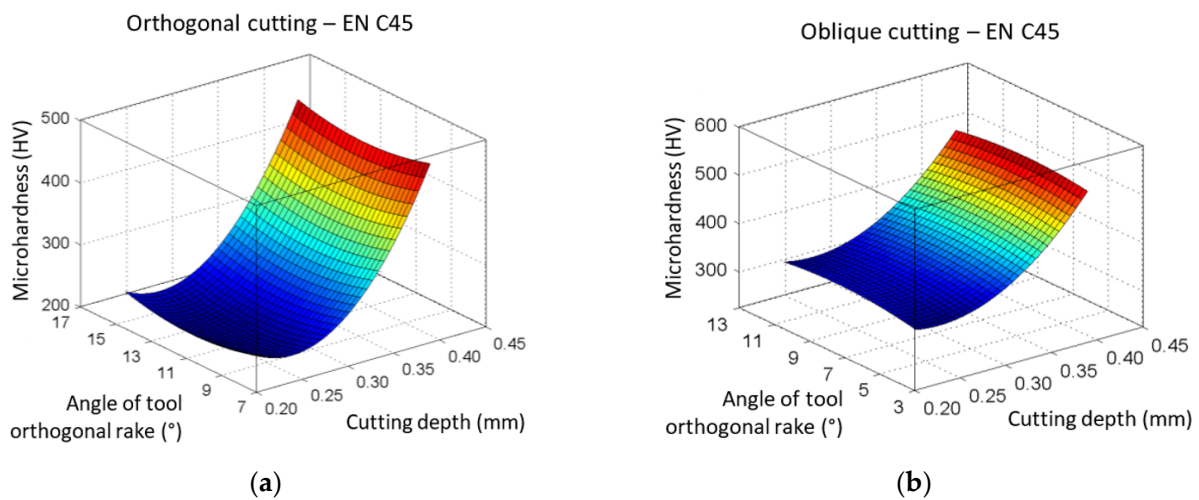 Orthogonal cutting – EN C45
Microhardness (HV)
500
400
300
200
17
15
13
11
9
7
0.20
0.25
0.30
0.35
0.40
0.45
Angle of tool
orthogonal rake (°)
Cutting depth (mm)
(a)
Oblique cutting – EN C45
Microhardness (HV)
600
500
400
300
13
11
9
7
5
3
0.20
0.25
0.30
0.35
0.40
0.45
Angle of tool
orthogonal rake (°)
Cutting depth (mm)
(b)